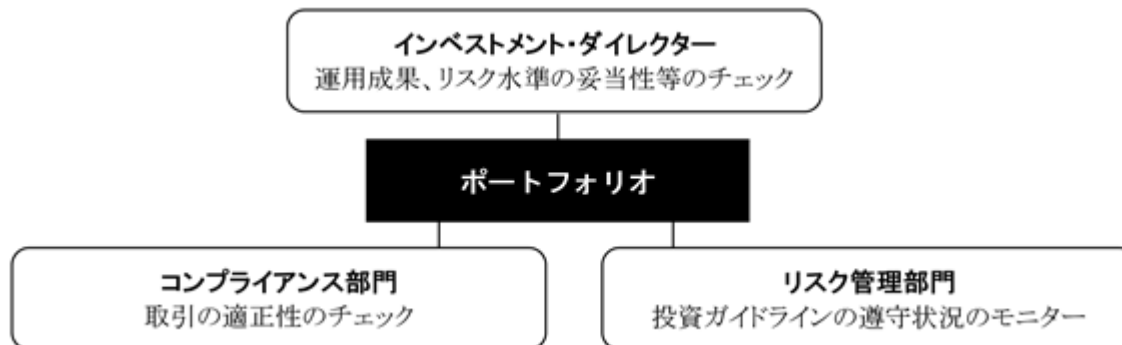 インベストメント・ダイレクター
運用成果、リスク水準の妥当性等のチェック
ポートフォリオ
コンプライアンス部門
取引の適正性のチェック
リスク管理部門
投資ガイドラインの遵守状況のモニター